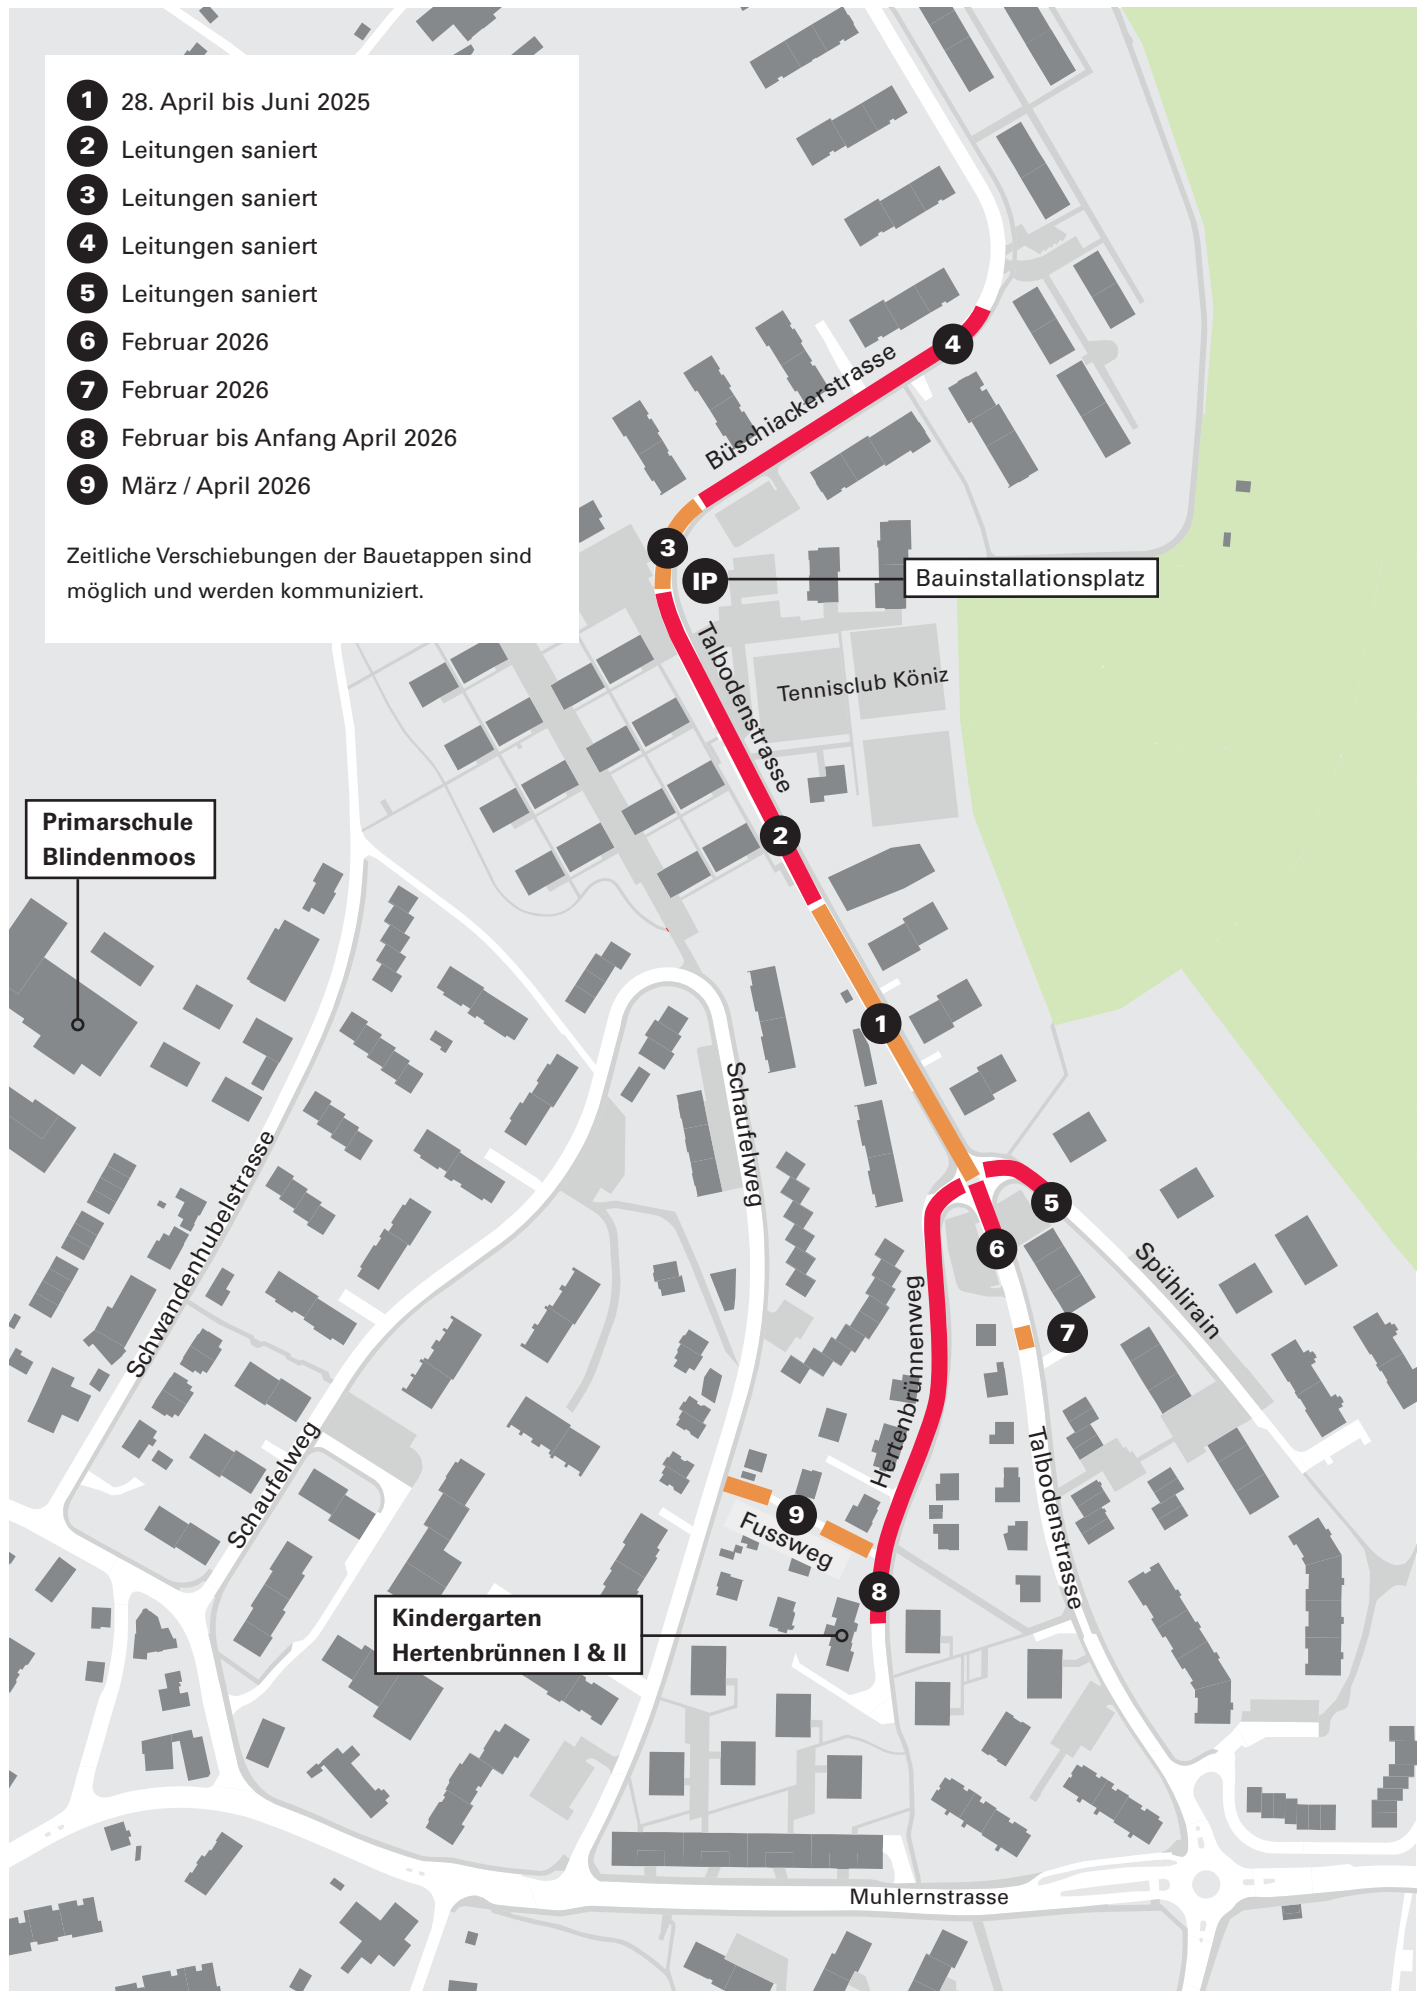 1 28. April bis Juni 2025
2 Leitungen saniert
3 Leitungen saniert
4 Leitungen saniert
5 Leitungen saniert
6 Februar 2026
7 Februar 2026
8 Februar bis Anfang April 2026
9 März / April 2026
Zeitliche Verschiebungen der Bauetappen sind
möglich und werden kommuniziert.
4
Büschiackerstrasse
3
IP
Bauinstallationsplatz
Talbodenstrasse
Tennisclub Köniz
2
Primarschule
Blindenmoos
1
Schaufelweg
Schwandenhubelstrasse
5
6
Spühlirain
7
Hertenbrünnenweg
Schaufelweg
Talbodenstrasse
9
Fussweg
8
Kindergarten
Hertenbrünnen I & II
Muhlernstrasse